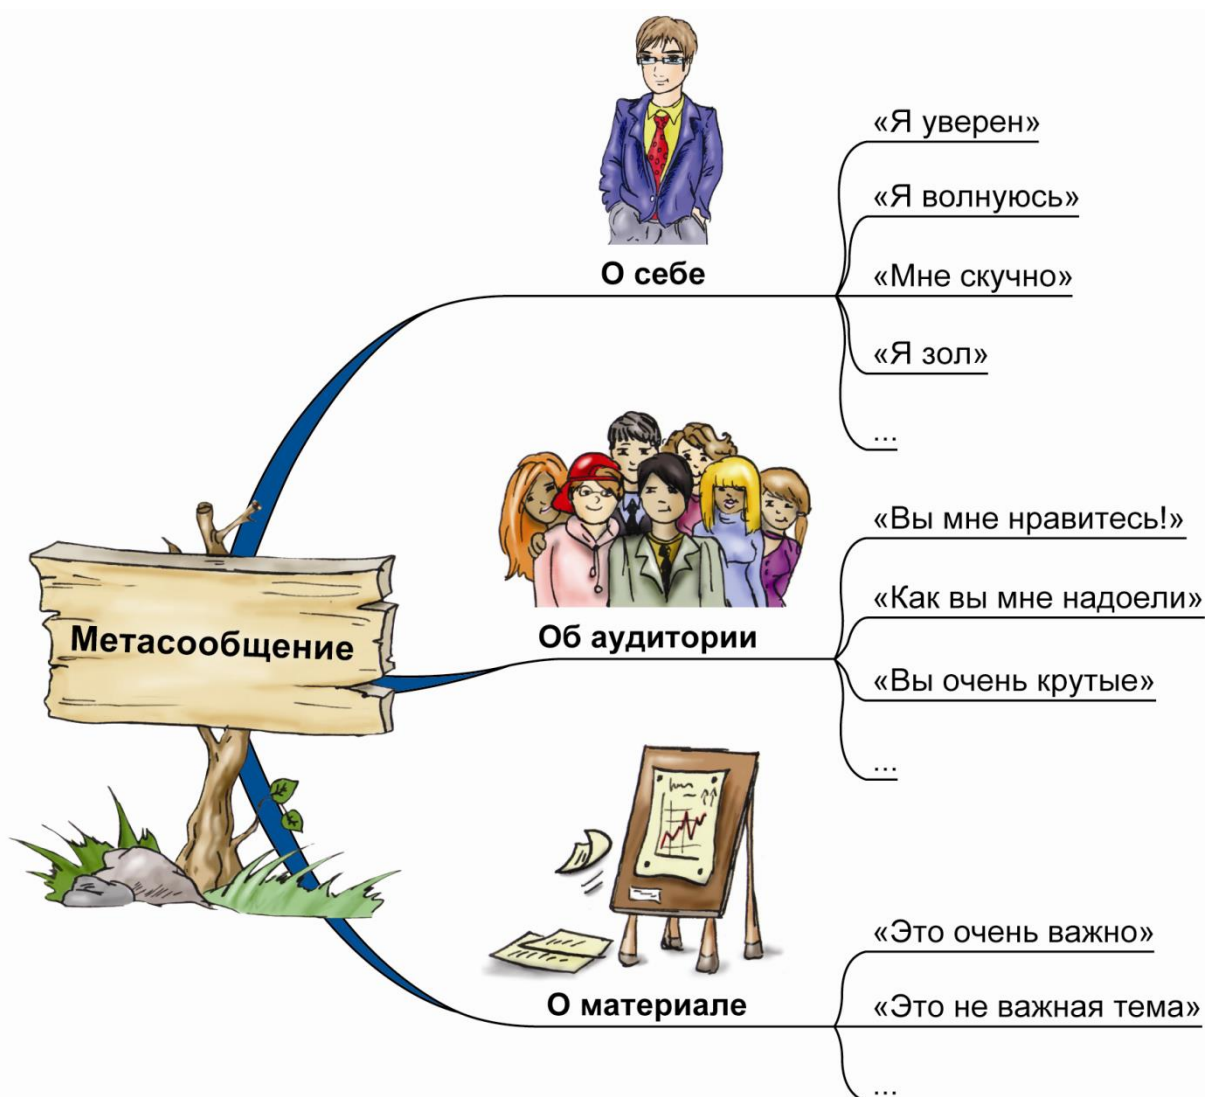 «Я уверен»
«Я волнуюсь»
О себе
«Мне скучно»
«Я зол»
...
«Вы мне нравитесь!»
«Как вы мне надоели»
Метасообщение
Об аудитории
«Вы очень крутые»
...
«Это очень важно»
О материале
«Это не важная тема»
...